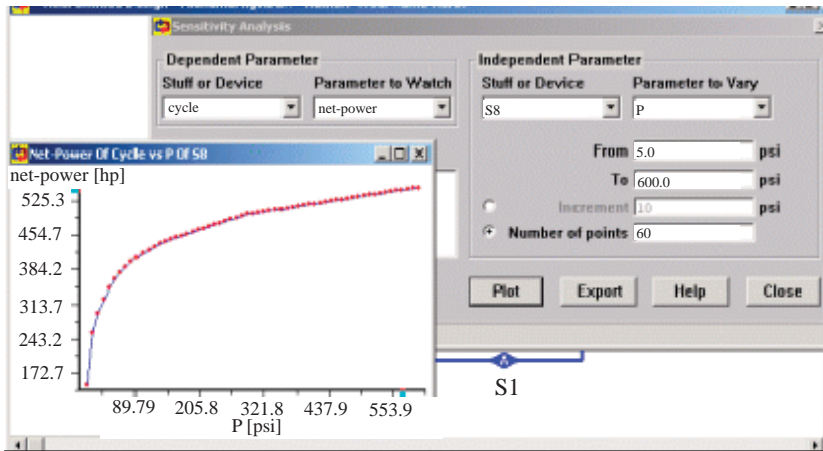 Sensitivity Analysis
Dependent Parameter
Stuff or Device Parameter to Watch
cycle net-power
Independent Parameter
Stuff or Device Parameter to Vary
S8 P
From 5.0 psi
To 600.0 psi
Increment 10 psi
Number of points 60
Plot Export Help Close
Net-Power Of Cycle vs P Of S8
net-power [hp]
525.3
454.7
384.2
313.7
243.2
172.7
89.79 205.8 321.8 437.9 553.9
P [psi]
S1